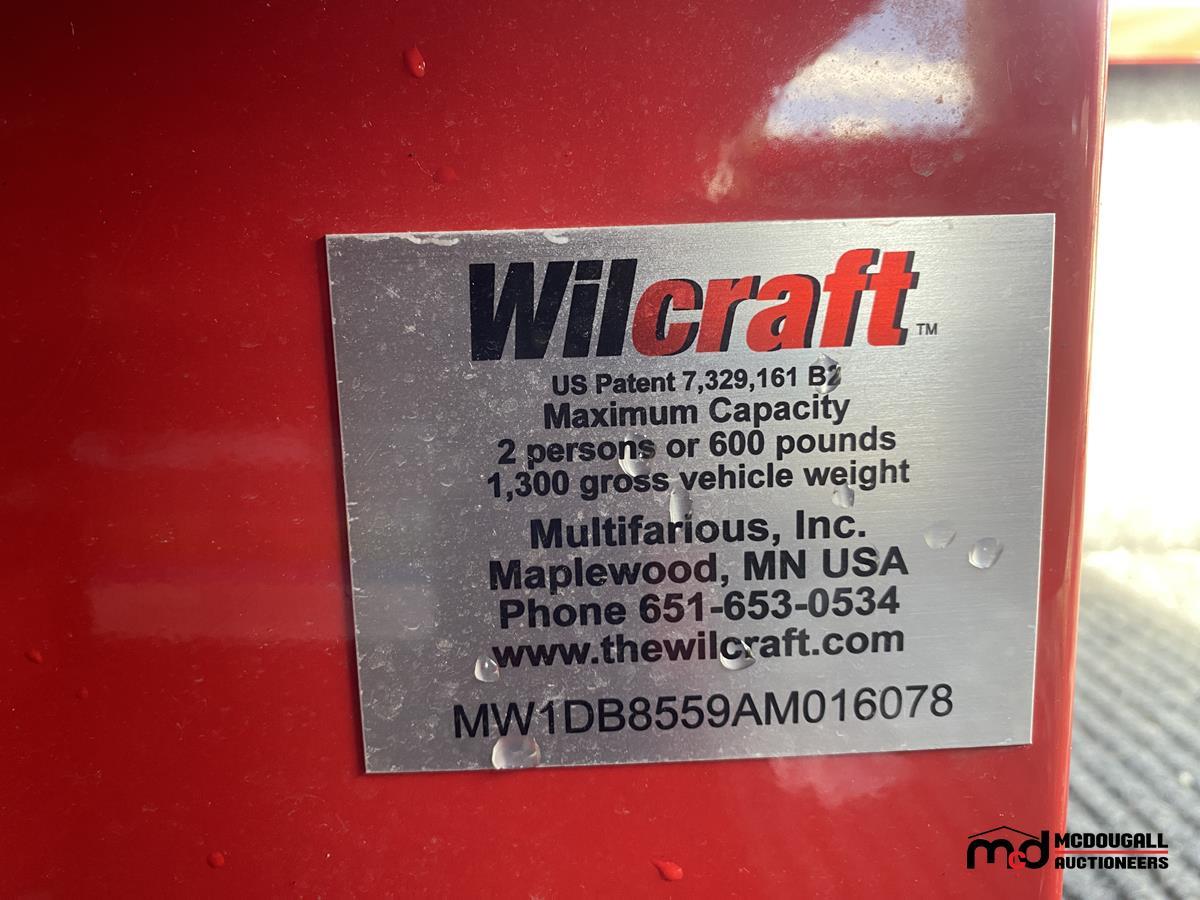 Wilcraft™
US Patent 7,329,161 B2
Maximum Capacity
2 persons or 600 pounds
1,300 gross vehicle weight
Multifarious, Inc.
Maplewood, MN USA
Phone 651-653-0534
www.thewilcraft.com
MW1DB8559AM016078
mcd MCDOUGALL
AUCTIONEERS